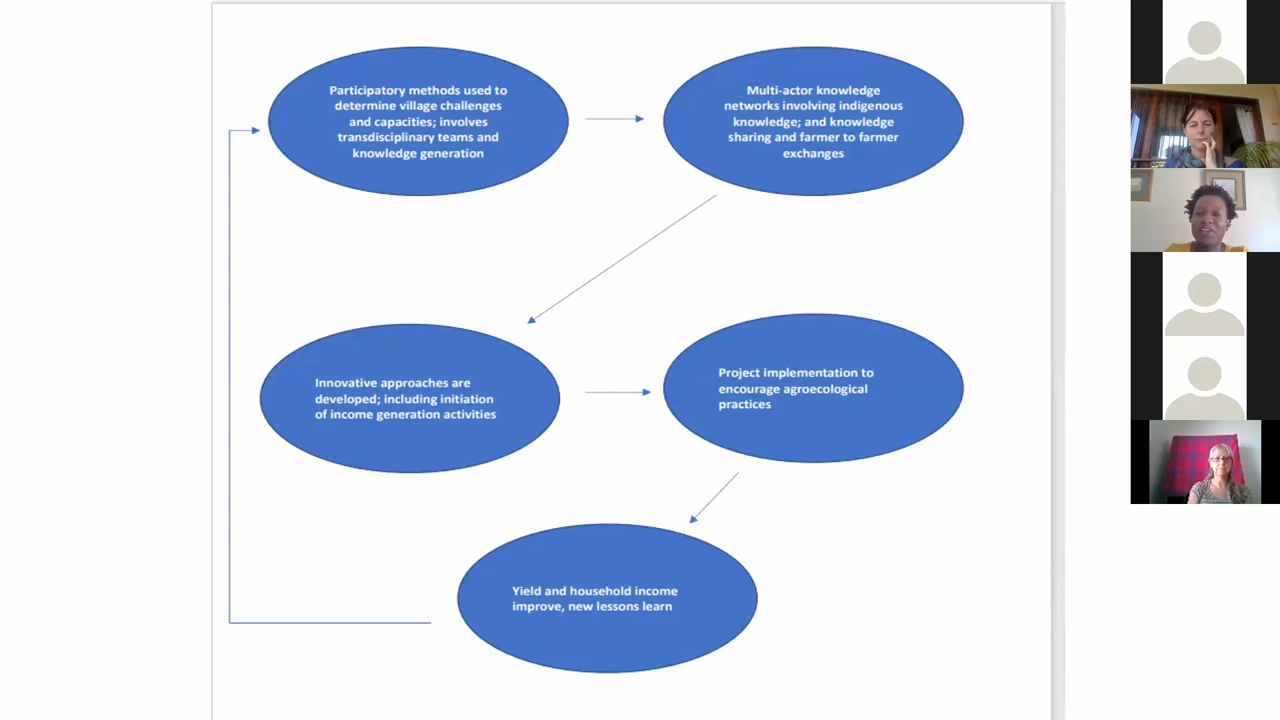 Participatory methods used to
determine village challenges
and capacities; involves
transdisciplinary teams and
knowledge generation
Multi-actor knowledge
networks involving indigenous
knowledge; and knowledge
sharing and farmer to farmer
exchanges
Innovative approaches are
developed; including initiation
of income generation activities
Project implementation to
encourage agroecological
practices
Yield and household income
improve, new lessons learn